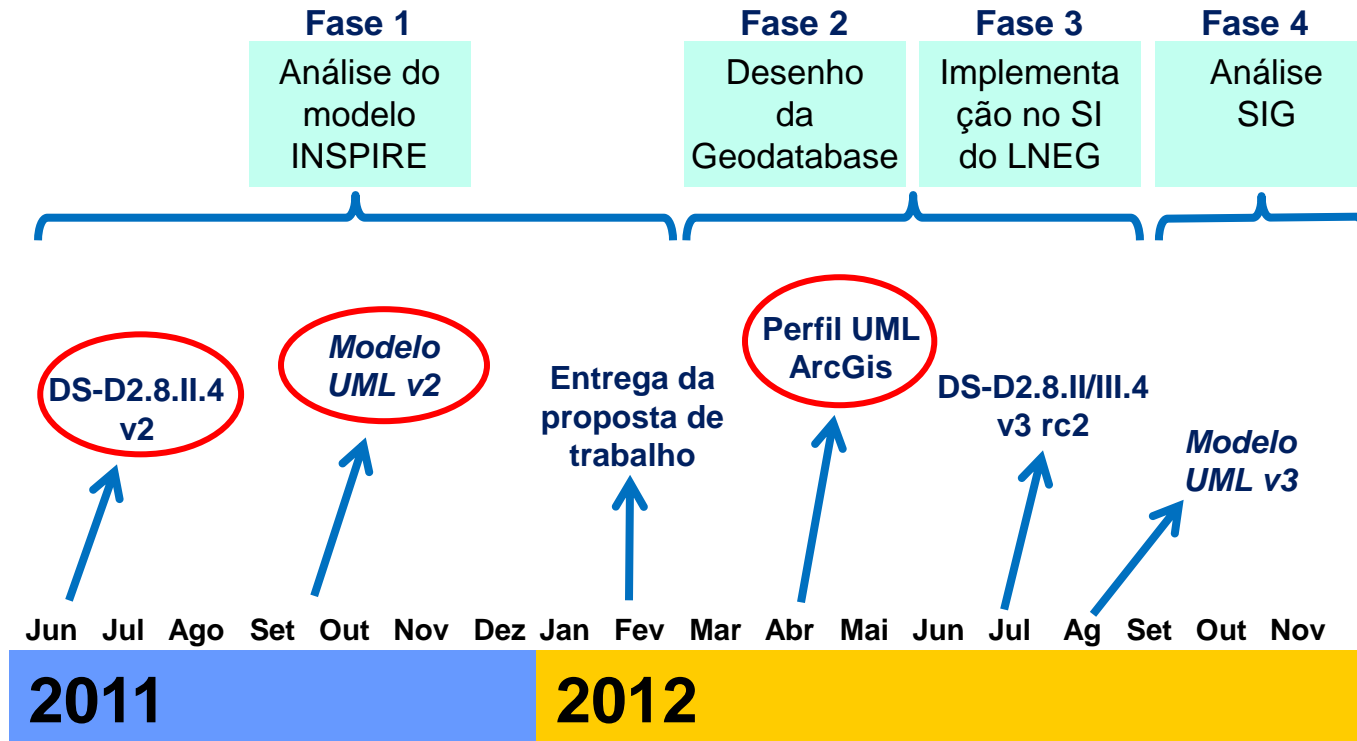 Fase 1
Análise do
modelo
INSPIRE
Fase 2
Desenho
da
Geodatabase
Fase 3
Implementa
ção no SI
do LNEG
Fase 4
Análise
SIG
DS-D2.8.II.4
v2
Modelo
UML v2
Entrega da
proposta de
trabalho
Perfil UML
ArcGis
DS-D2.8.II/III.4
v3 rc2
Modelo
UML v3
Jun Jul Ago Set Out Nov Dez Jan Fev Mar Abr Mai Jun Jul Ag Set Out Nov
2011 2012